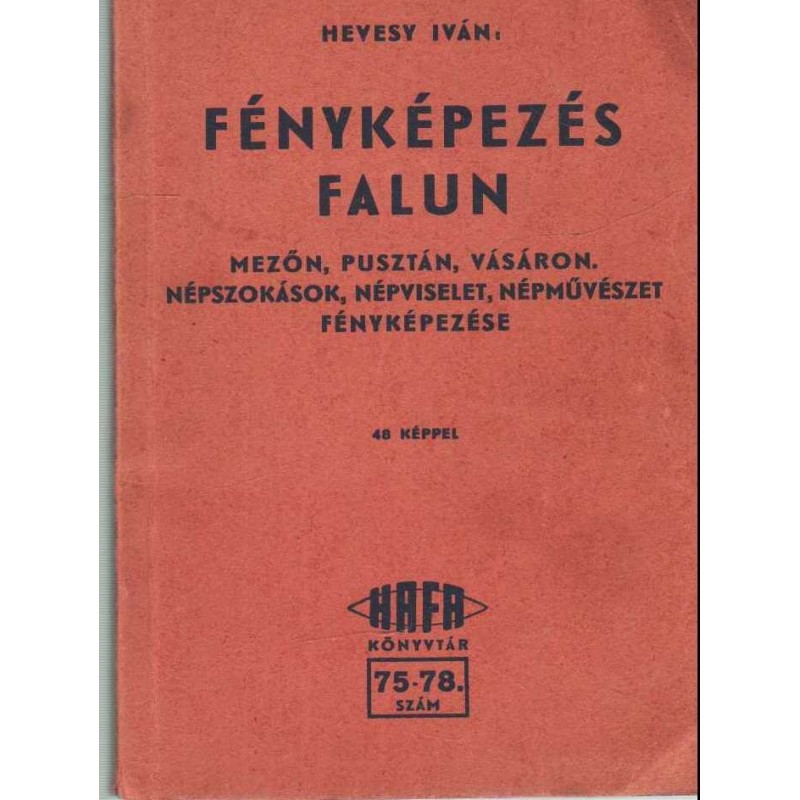 HEVESY IVÁN:
FÉNYKÉPEZÉS
FALUN
MEZŐN, PUSZTÁN, VÁSÁRON.
NÉPSZOKÁSOK, NÉPVISELET, NÉPMŰVÉSZET
FÉNYKÉPEZÉSE
48 KÉPPEL
HAFA
KÖNYVTÁR
75-78.
SZÁM